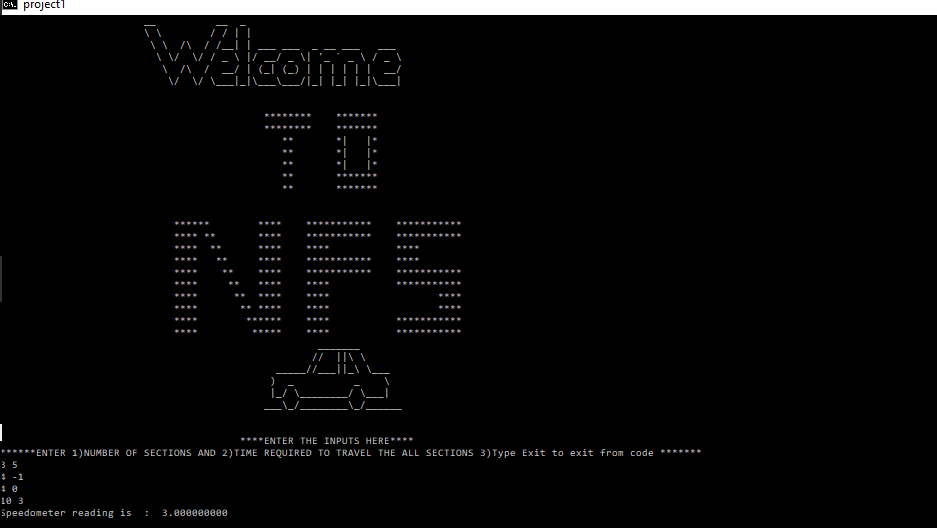 project1
Welcome
TO
NFS
****ENTER THE INPUTS HERE****
******ENTER 1)NUMBER OF SECTIONS AND 2)TIME REQUIRED TO TRAVEL THE ALL SECTIONS 3)Type Exit to exit from code *******
3 5
4 -1
4 0
10 3
Speedometer reading is  :  3.000000000